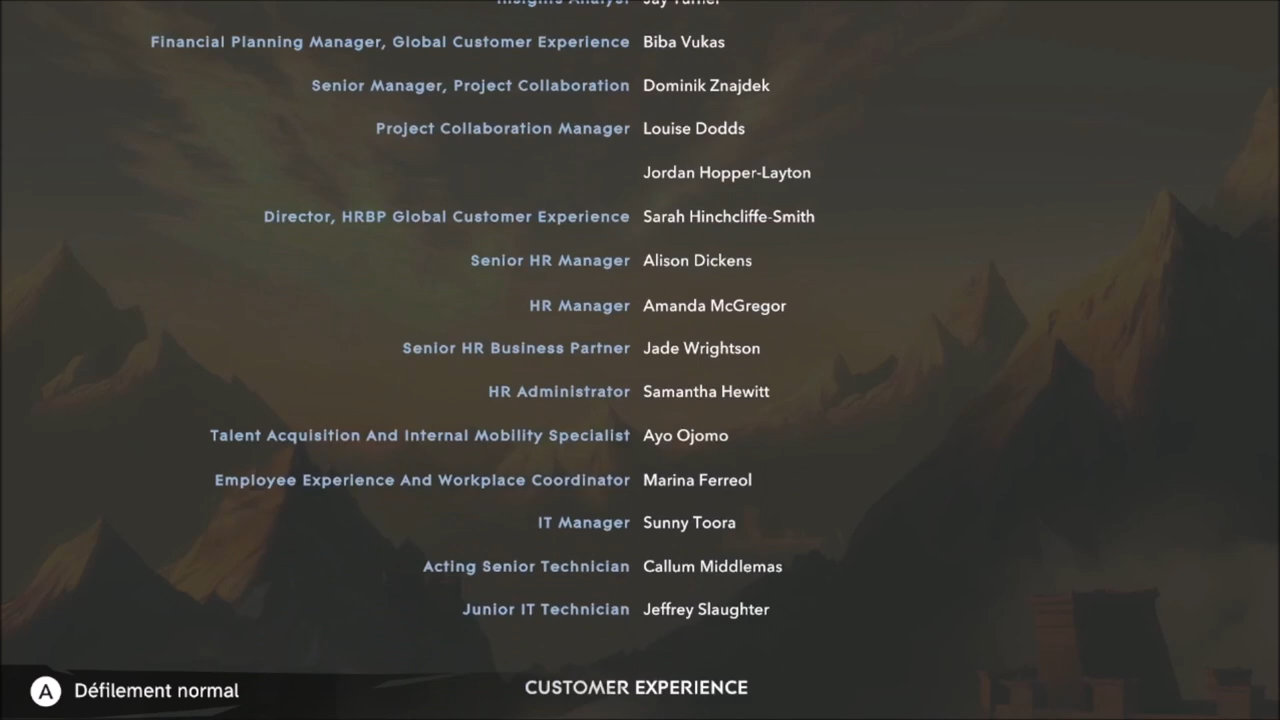 Insights Analyst Jay Turner
Financial Planning Manager, Global Customer Experience Biba Vukas
Senior Manager, Project Collaboration Dominik Znajdek
Project Collaboration Manager Louise Dodds
Jordan Hopper-Layton
Director, HRBP Global Customer Experience Sarah Hinchcliffe-Smith
Senior HR Manager Alison Dickens
HR Manager Amanda McGregor
Senior HR Business Partner Jade Wrightson
HR Administrator Samantha Hewitt
Talent Acquisition And Internal Mobility Specialist Ayo Ojomo
Employee Experience And Workplace Coordinator Marina Ferreol
IT Manager Sunny Toora
Acting Senior Technician Callum Middlemas
Junior IT Technician Jeffrey Slaughter
A Défilement normal
CUSTOMER EXPERIENCE